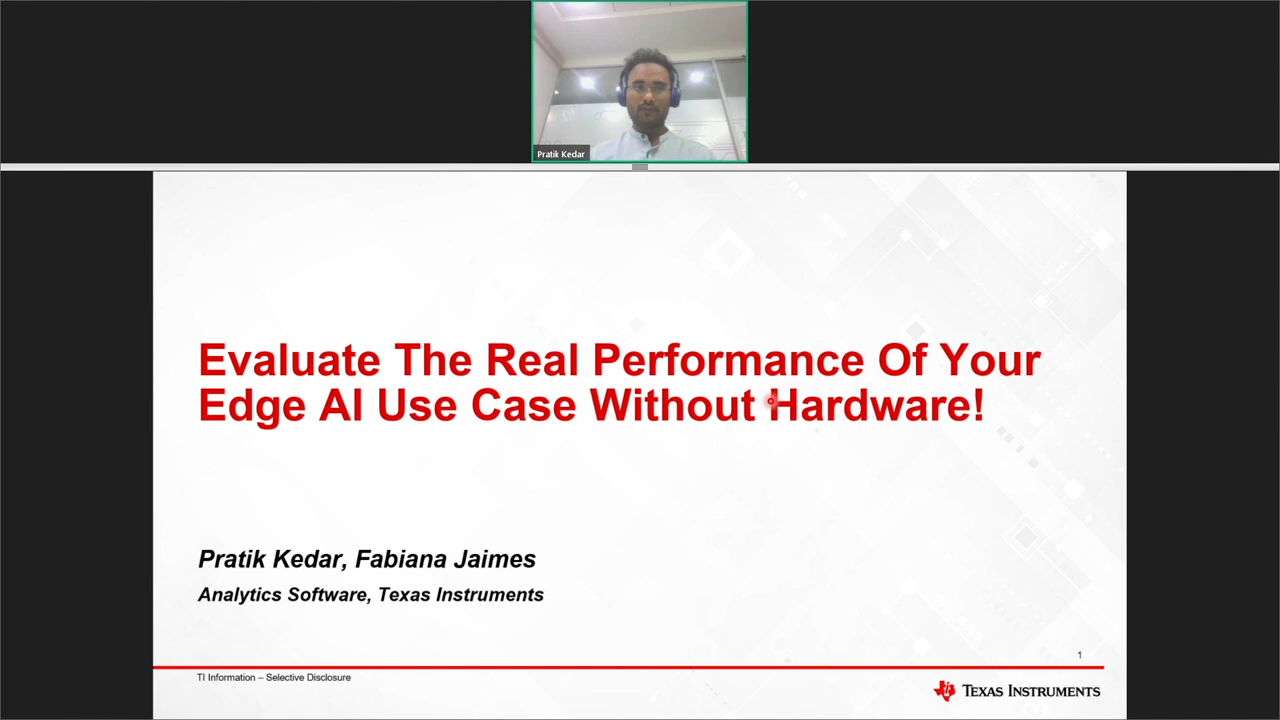 Pratik Kedar
Evaluate The Real Performance Of Your
Edge AI Use Case Without Hardware!
Pratik Kedar, Fabiana Jaimes
Analytics Software, Texas Instruments
1
TI Information – Selective Disclosure
TEXAS INSTRUMENTS